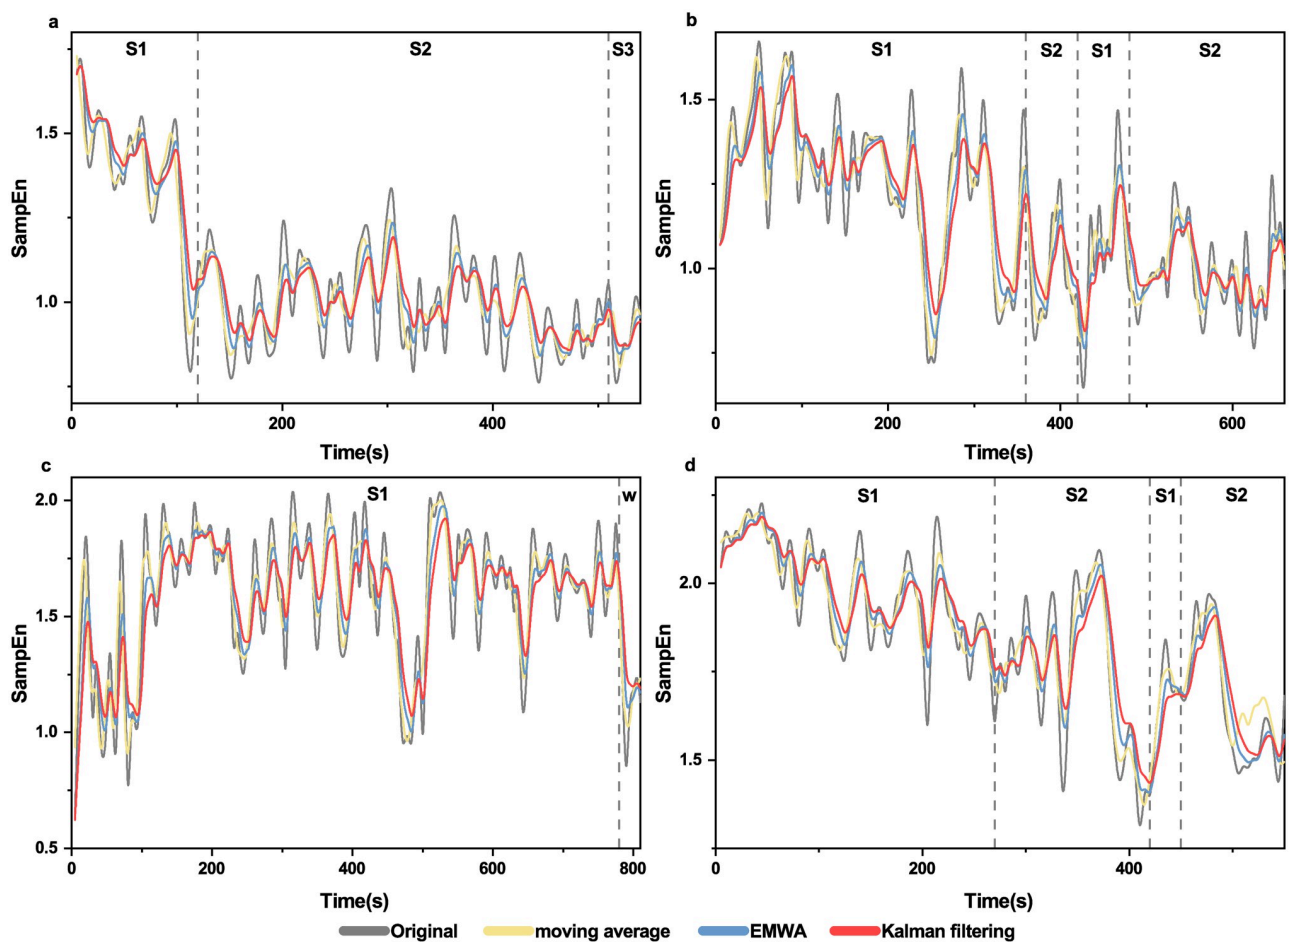 a
S1 S2 S3
1.5
1.0
SampEn
0 200 400
Time(s)
b
S1 S2 S1 S2
1.5
1.0
SampEn
0 200 400 600
Time(s)
c
S1 w
2.0
1.5
1.0
0.5
SampEn
0 200 400 600 800
Time(s)
d
S1 S2 S1 S2
2.0
1.5
SampEn
0 200 400
Time(s)
Original moving average EMWA Kalman filtering